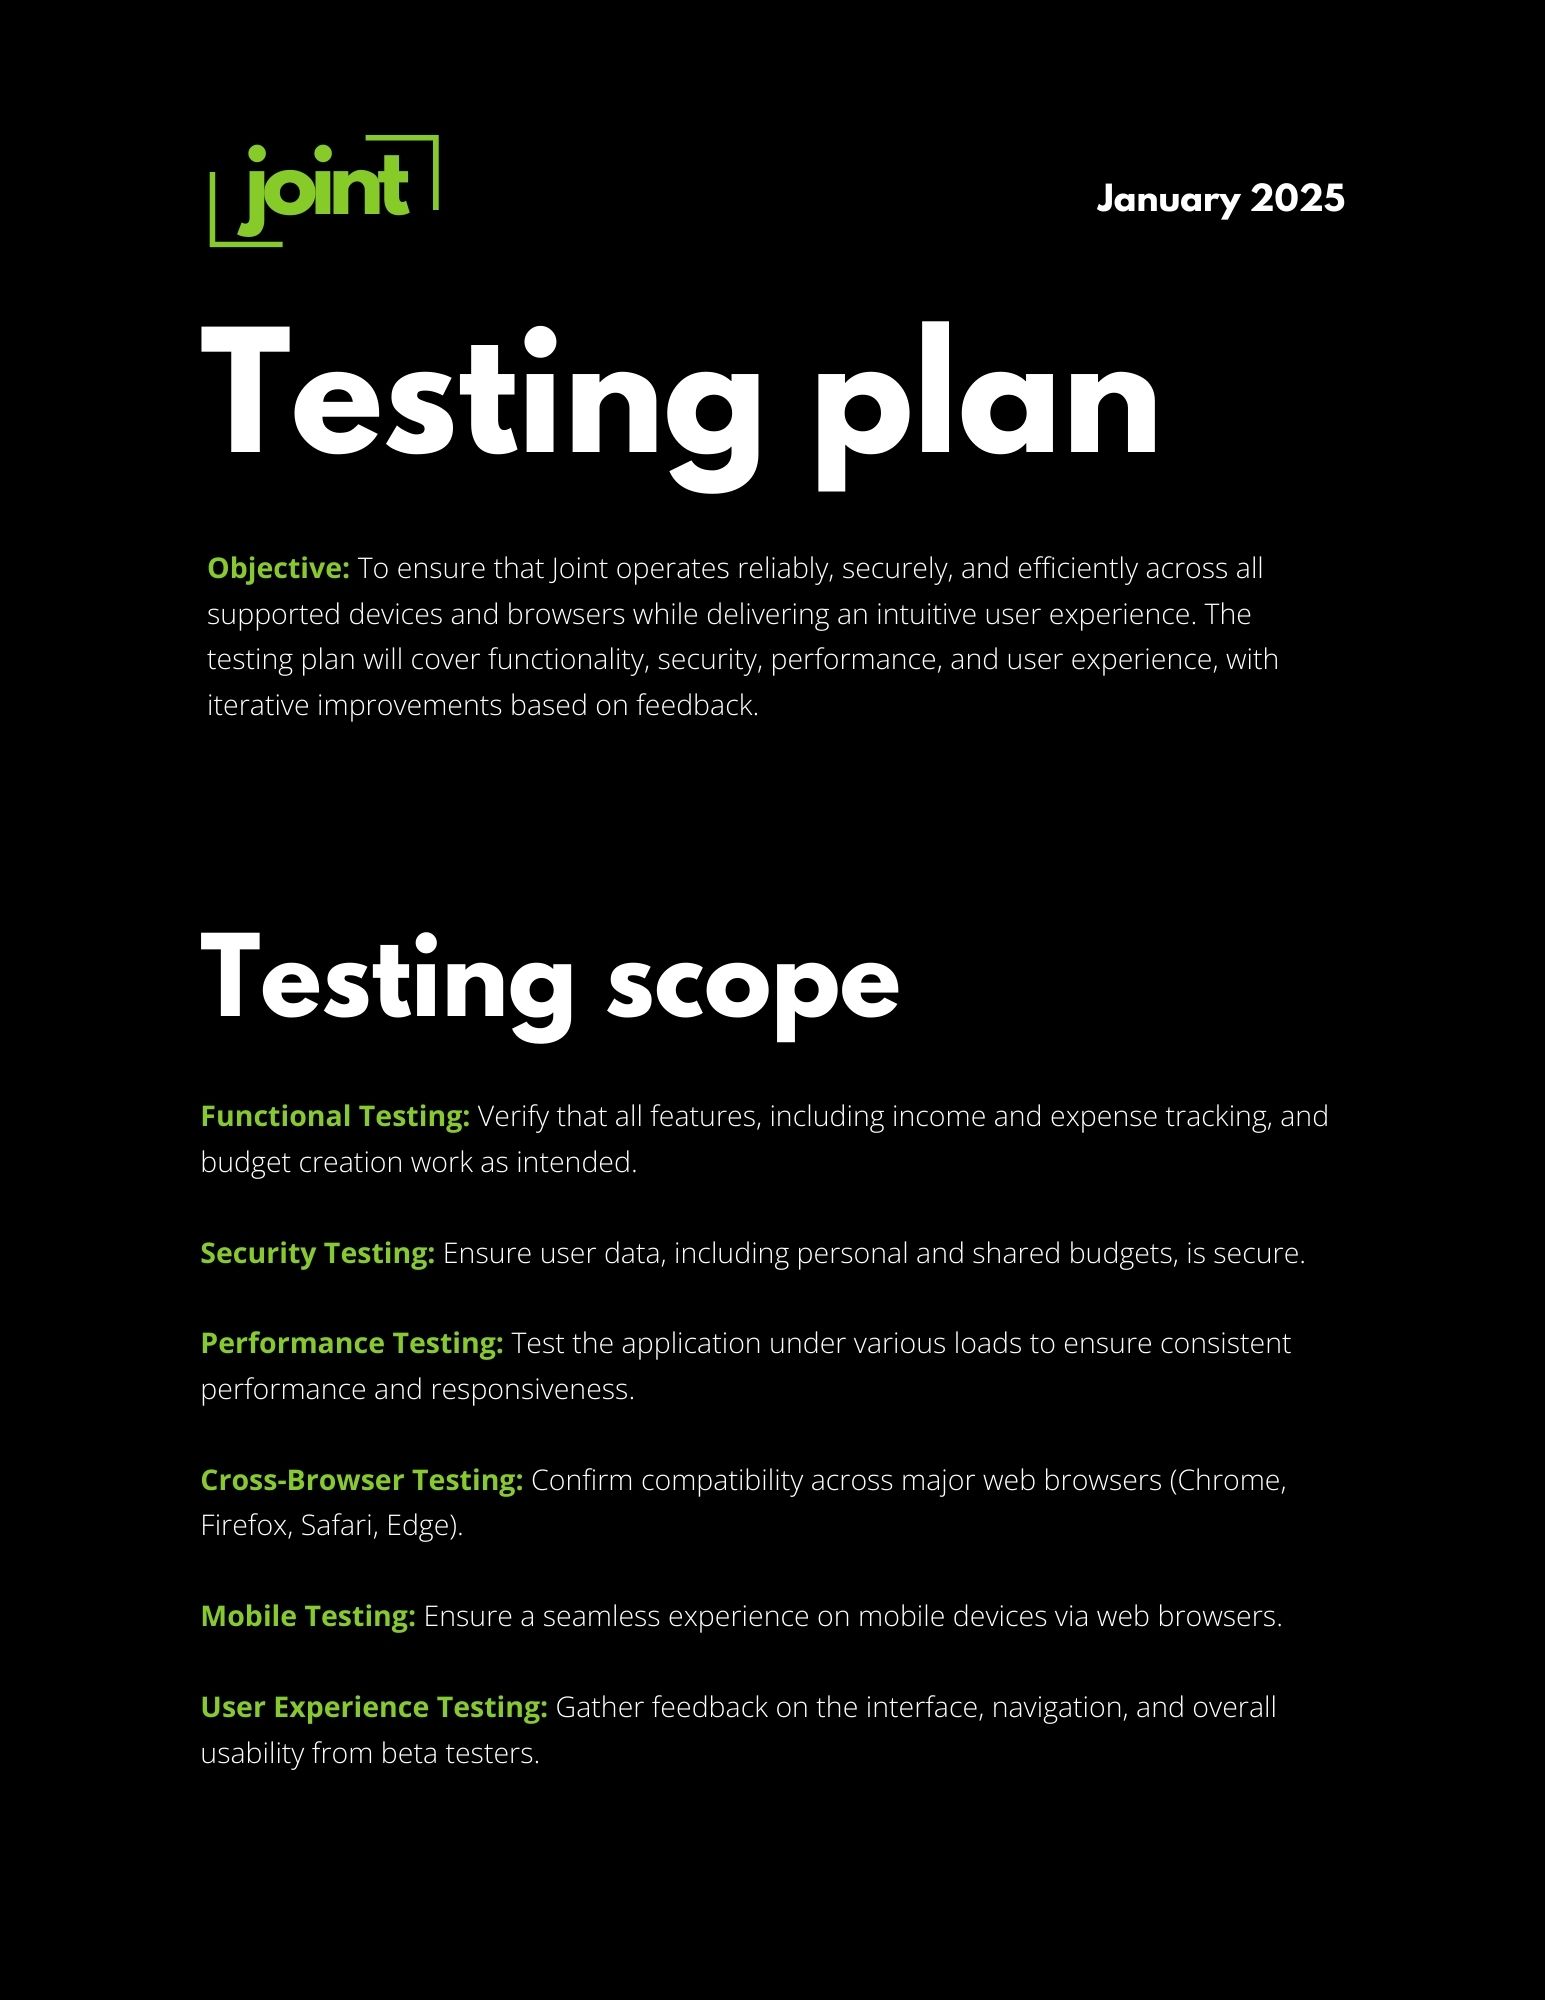 joint
January 2025
Testing plan
Objective: To ensure that Joint operates reliably, securely, and efficiently across all
supported devices and browsers while delivering an intuitive user experience. The
testing plan will cover functionality, security, performance, and user experience, with
iterative improvements based on feedback.
Testing scope
Functional Testing: Verify that all features, including income and expense tracking, and
budget creation work as intended.
Security Testing: Ensure user data, including personal and shared budgets, is secure.
Performance Testing: Test the application under various loads to ensure consistent
performance and responsiveness.
Cross-Browser Testing: Confirm compatibility across major web browsers (Chrome,
Firefox, Safari, Edge).
Mobile Testing: Ensure a seamless experience on mobile devices via web browsers.
User Experience Testing: Gather feedback on the interface, navigation, and overall
usability from beta testers.